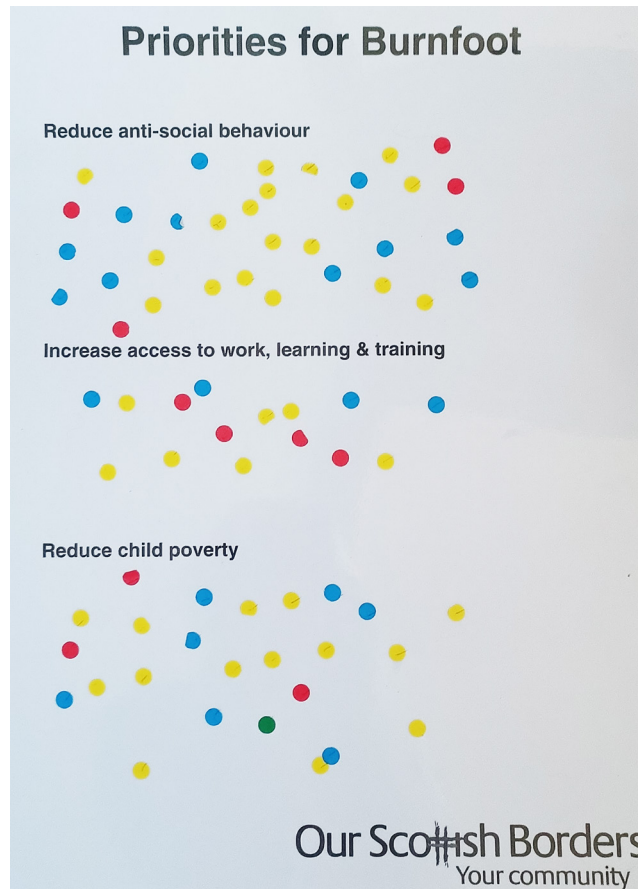 Priorities for Burnfoot
Reduce anti-social behaviour
Increase access to work, learning & training
Reduce child poverty
Our Scottish Borders
Your community